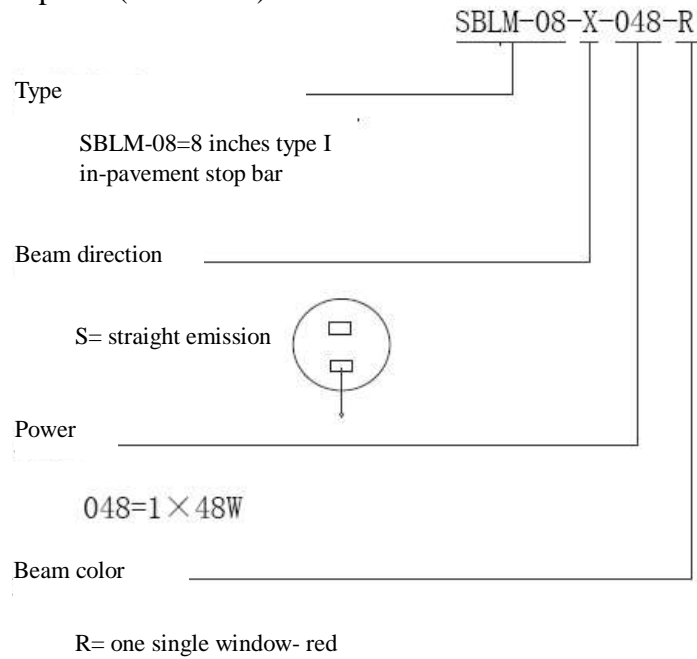 SBLM-08-X-048-R
Type
SBLM-08=8 inches type I
in-pavement stop bar
Beam direction
S= straight emission
Power
048=1×48W
Beam color
R= one single window- red